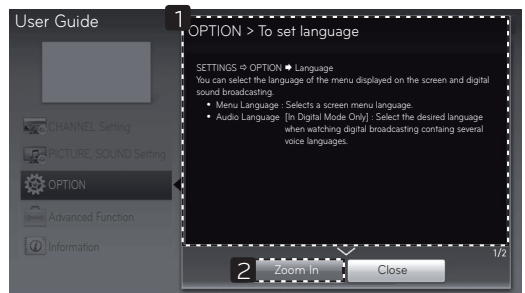 User Guide
1
OPTION > To set language
SETTINGS ⇨ OPTION ➡ Language
You can select the language of the menu displayed on the screen and digital
sound broadcasting.
• Menu Language : Selects a screen menu language.
• Audio Language [In Digital Mode Only] : Select the desired language
when watching digital broadcasting containg several
voice languages.
CHANNEL Setting
PICTURE, SOUND Setting
OPTION
Advanced Function
Information
1/2
2
Zoom In
Close